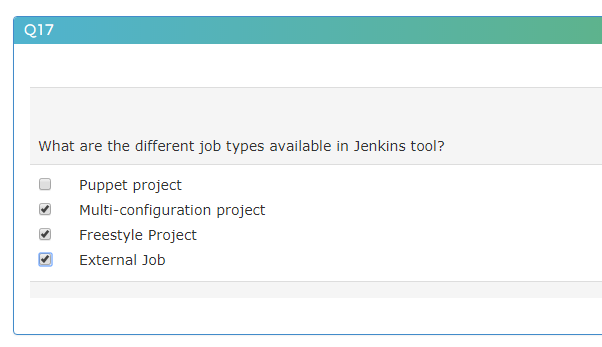 Q17
What are the different job types available in Jenkins tool?
Puppet project
Multi-configuration project
Freestyle Project
External Job